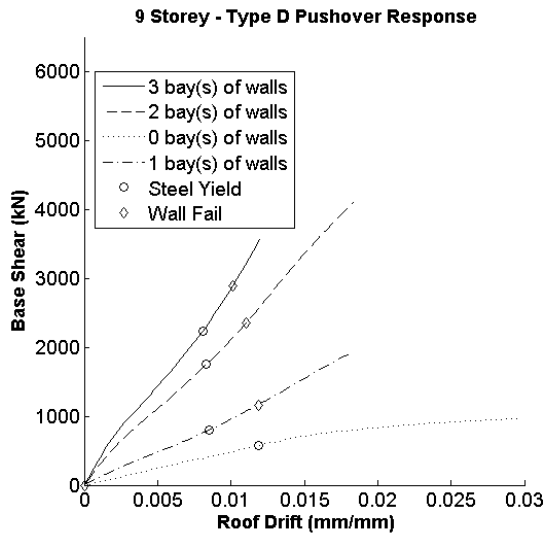 9 Storey - Type D Pushover Response
6000
5000
4000
3000
2000
1000
0
Base Shear (kN)
3 bay(s) of walls
2 bay(s) of walls
0 bay(s) of walls
1 bay(s) of walls
Steel Yield
Wall Fail
0 0.005 0.01 0.015 0.02 0.025 0.03
Roof Drift (mm/mm)